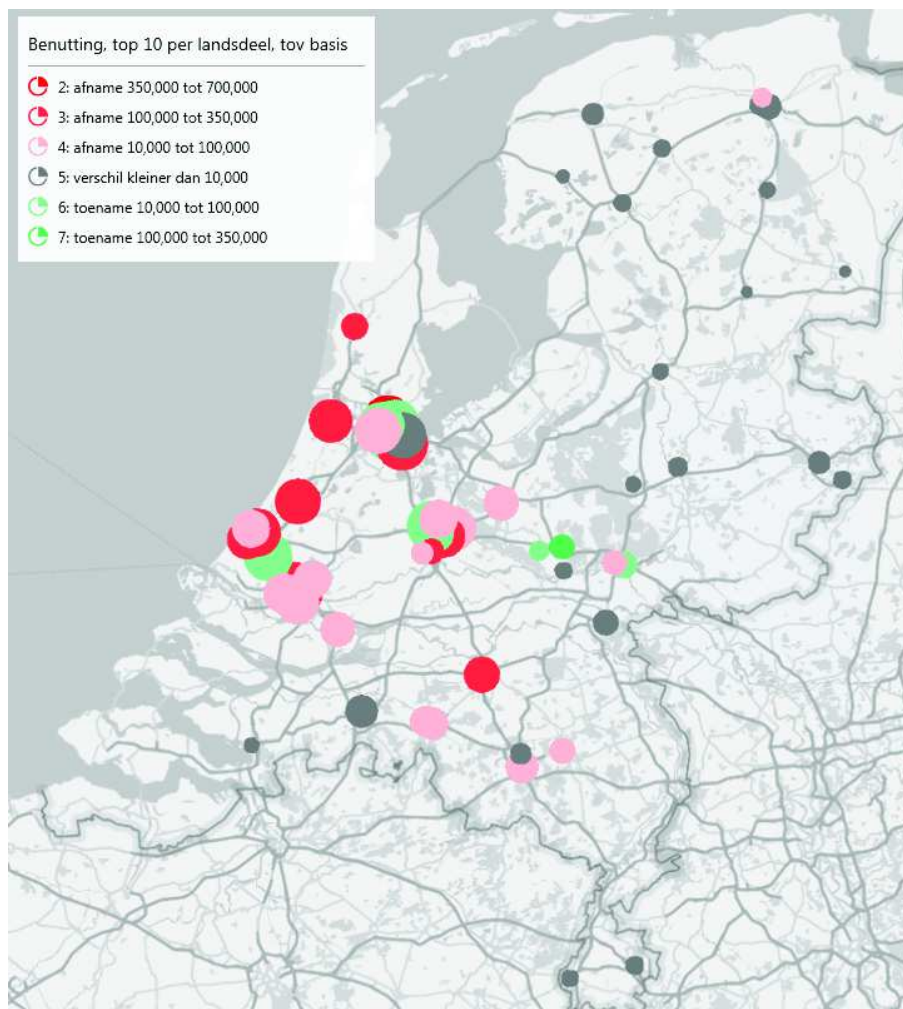 Benutting, top 10 per landsdeel, tov basis
2: afname 350,000 tot 700,000
3: afname 100,000 tot 350,000
4: afname 10,000 tot 100,000
5: verschil kleiner dan 10,000
6: toename 10,000 tot 100,000
7: toename 100,000 tot 350,000